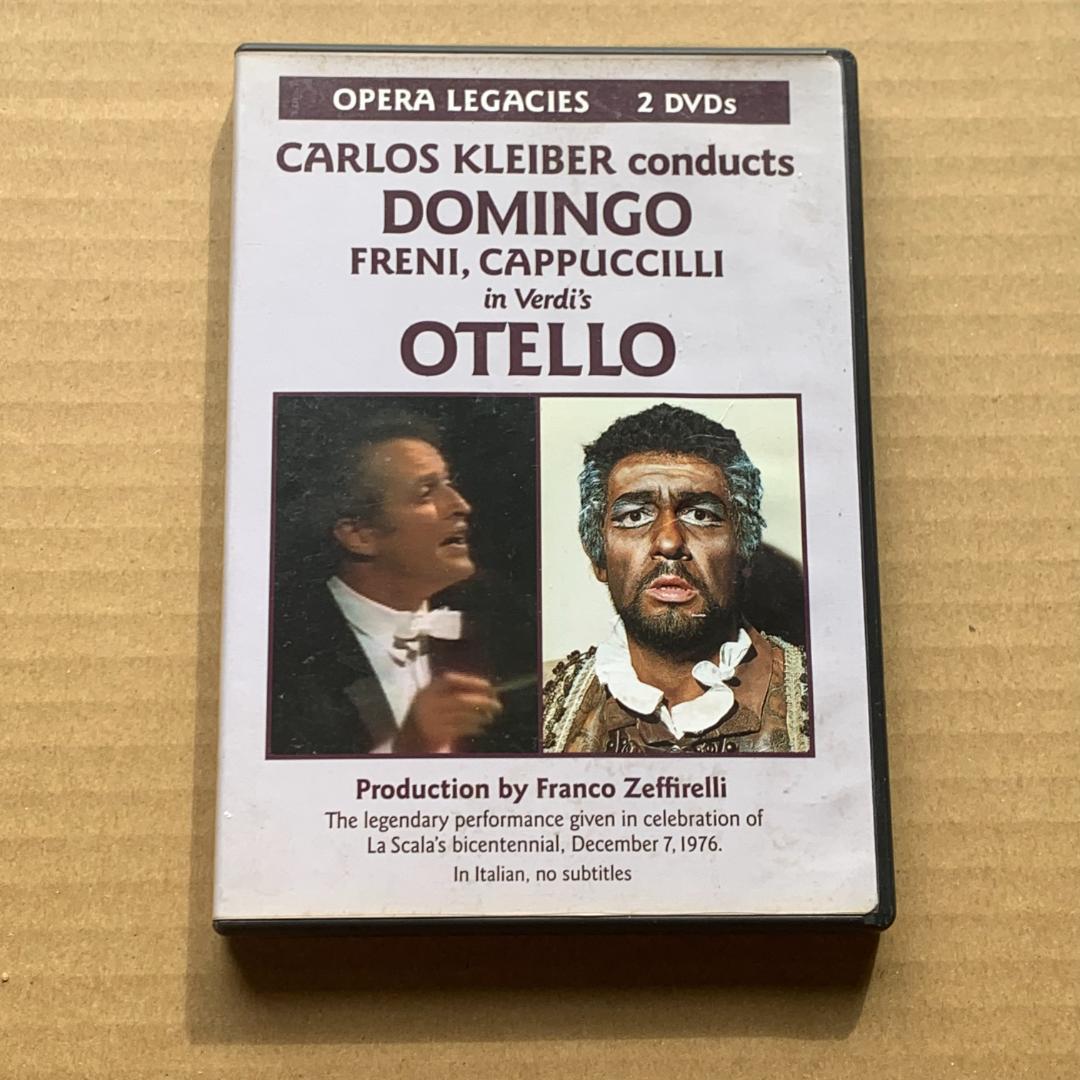 OPERA LEGACIES 2 DVDs
CARLOS KLEIBER conducts
DOMINGO
FRENI, CAPPUCCILLI
in Verdi's
OTELLO
Production by Franco Zeffirelli
The legendary performance given in celebration of
La Scala's bicentennial, December 7, 1976.
In Italian, no subtitles